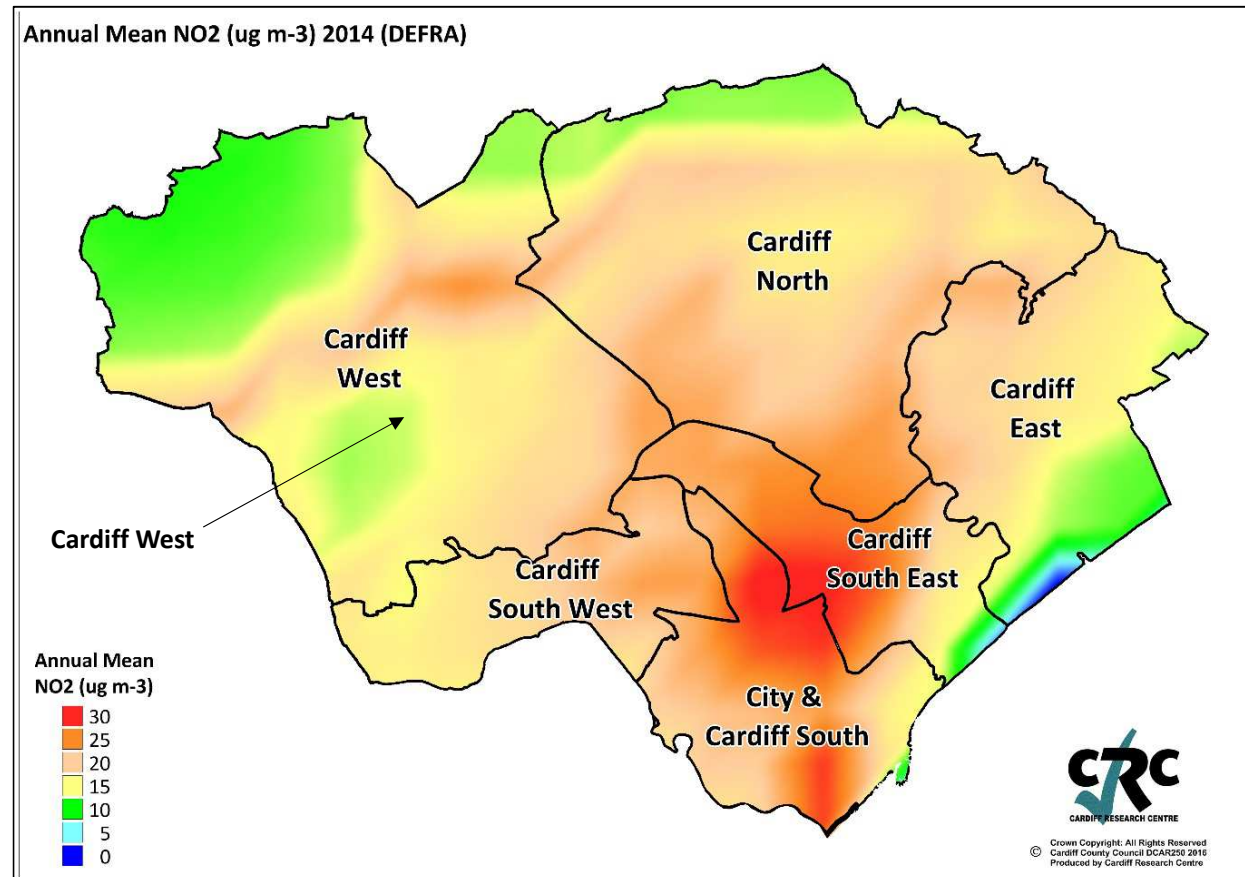 Annual Mean NO2 (ug m-3) 2014 (DEFRA)
Cardiff
North
Cardiff
West
Cardiff
East
Cardiff West
Cardiff
South East
Cardiff
South West
City &
Cardiff South
Annual Mean
NO2 (ug m-3)
30
25
20
15
10
5
0
CRC
CARDIFF RESEARCH CENTRE
© Crown Copyright: All Rights Reserved
Cardiff County Council DCAR250 2016
Produced by Cardiff Research Centre